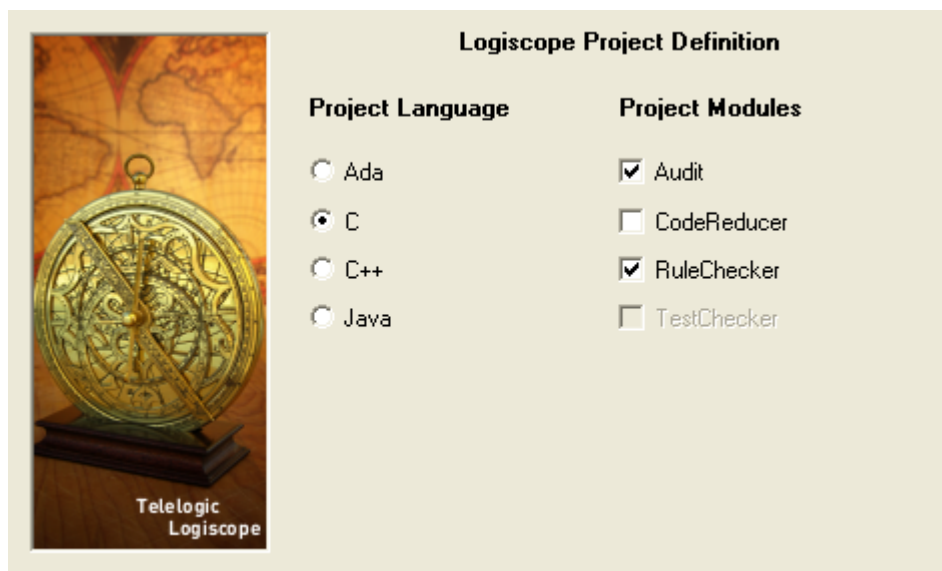 Logiscope Project Definition
Project Language
Project Modules
Ada
Audit
C
CodeReducer
C++
RuleChecker
Java
TestChecker
Telelogic
Logiscope